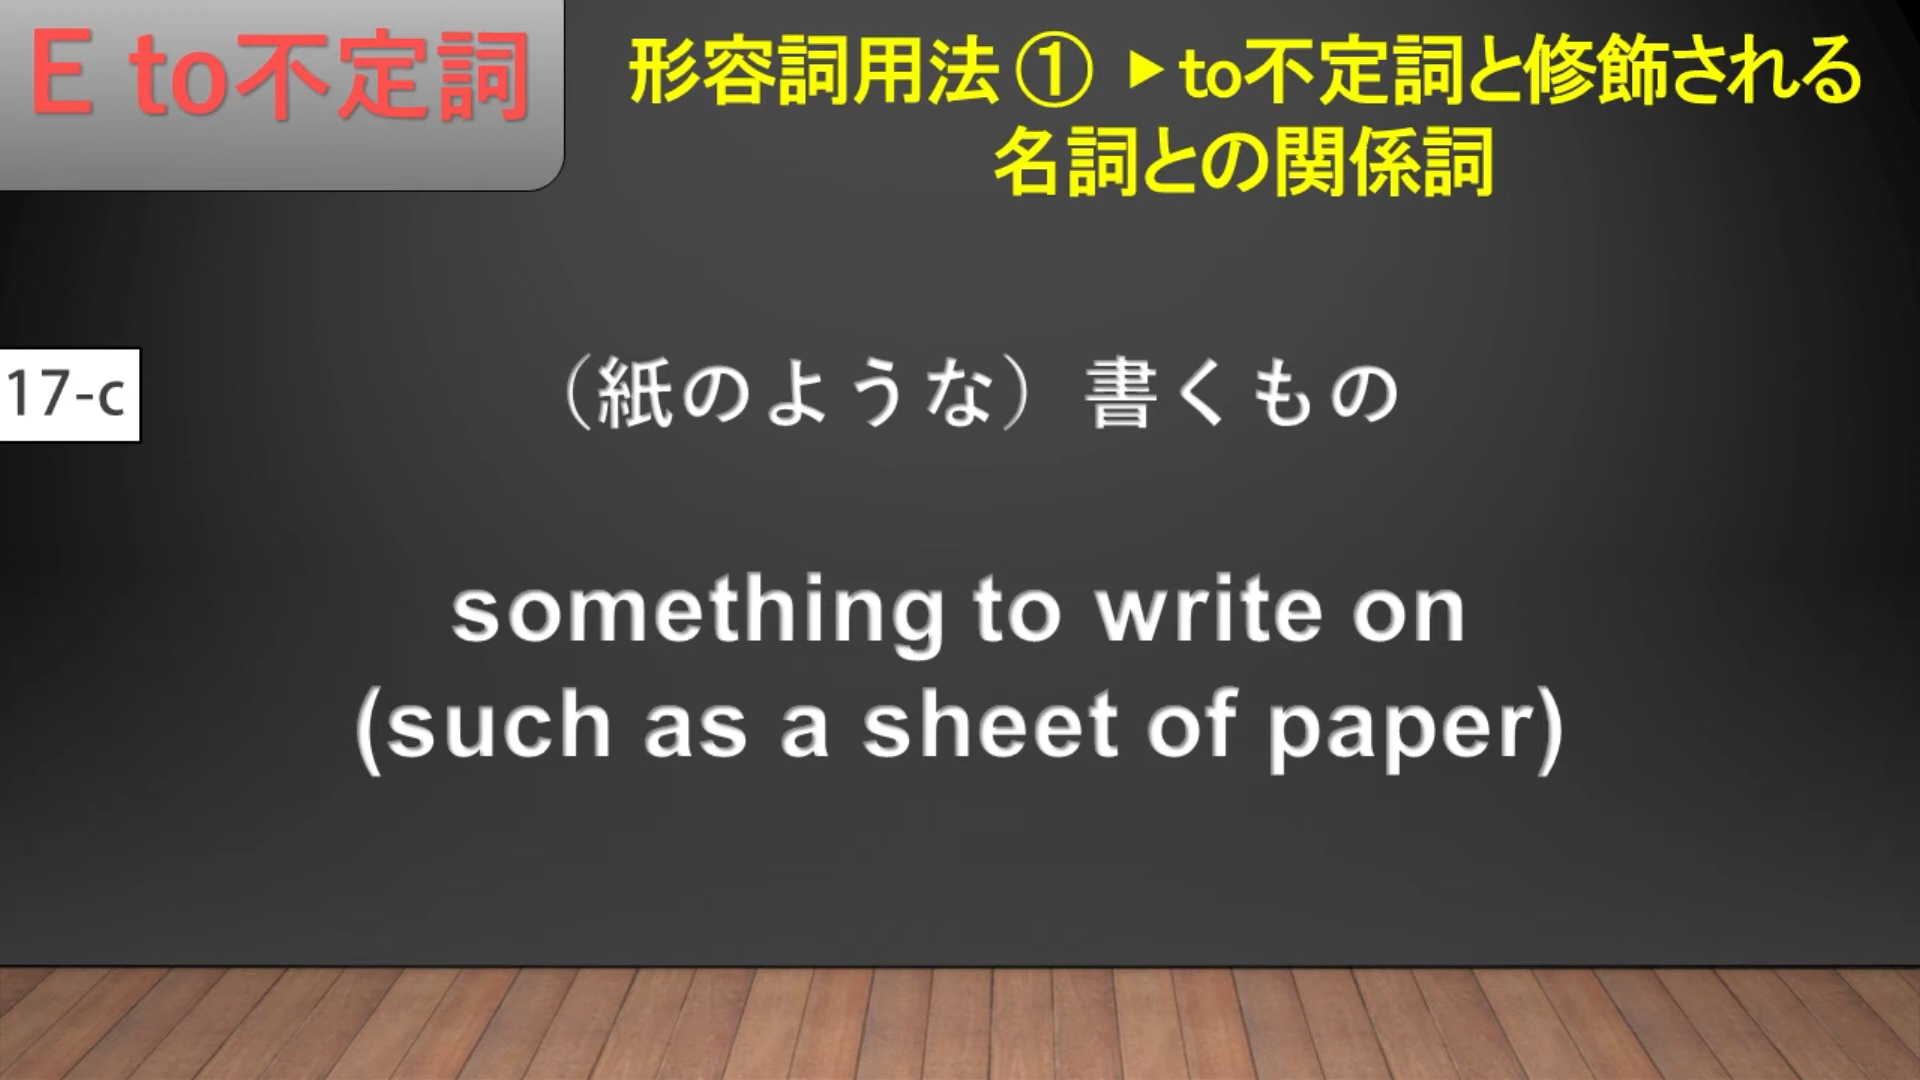 E to不定詞
形容詞用法① ▶to不定詞と修飾される
名詞との関係詞
17-c
（紙のような）書くもの
something to write on
(such as a sheet of paper)